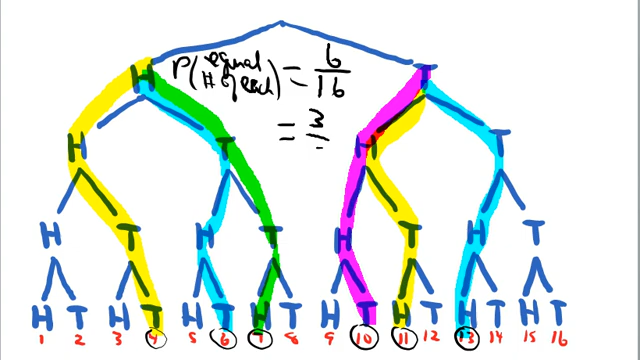 P(equal # of each) = 6/16
= 3/
H T
H T H T
H T H T H T H T
H T H T H T H T H T H T H T H T
1 2 3 4 5 6 7 8 9 10 11 12 13 14 15 16